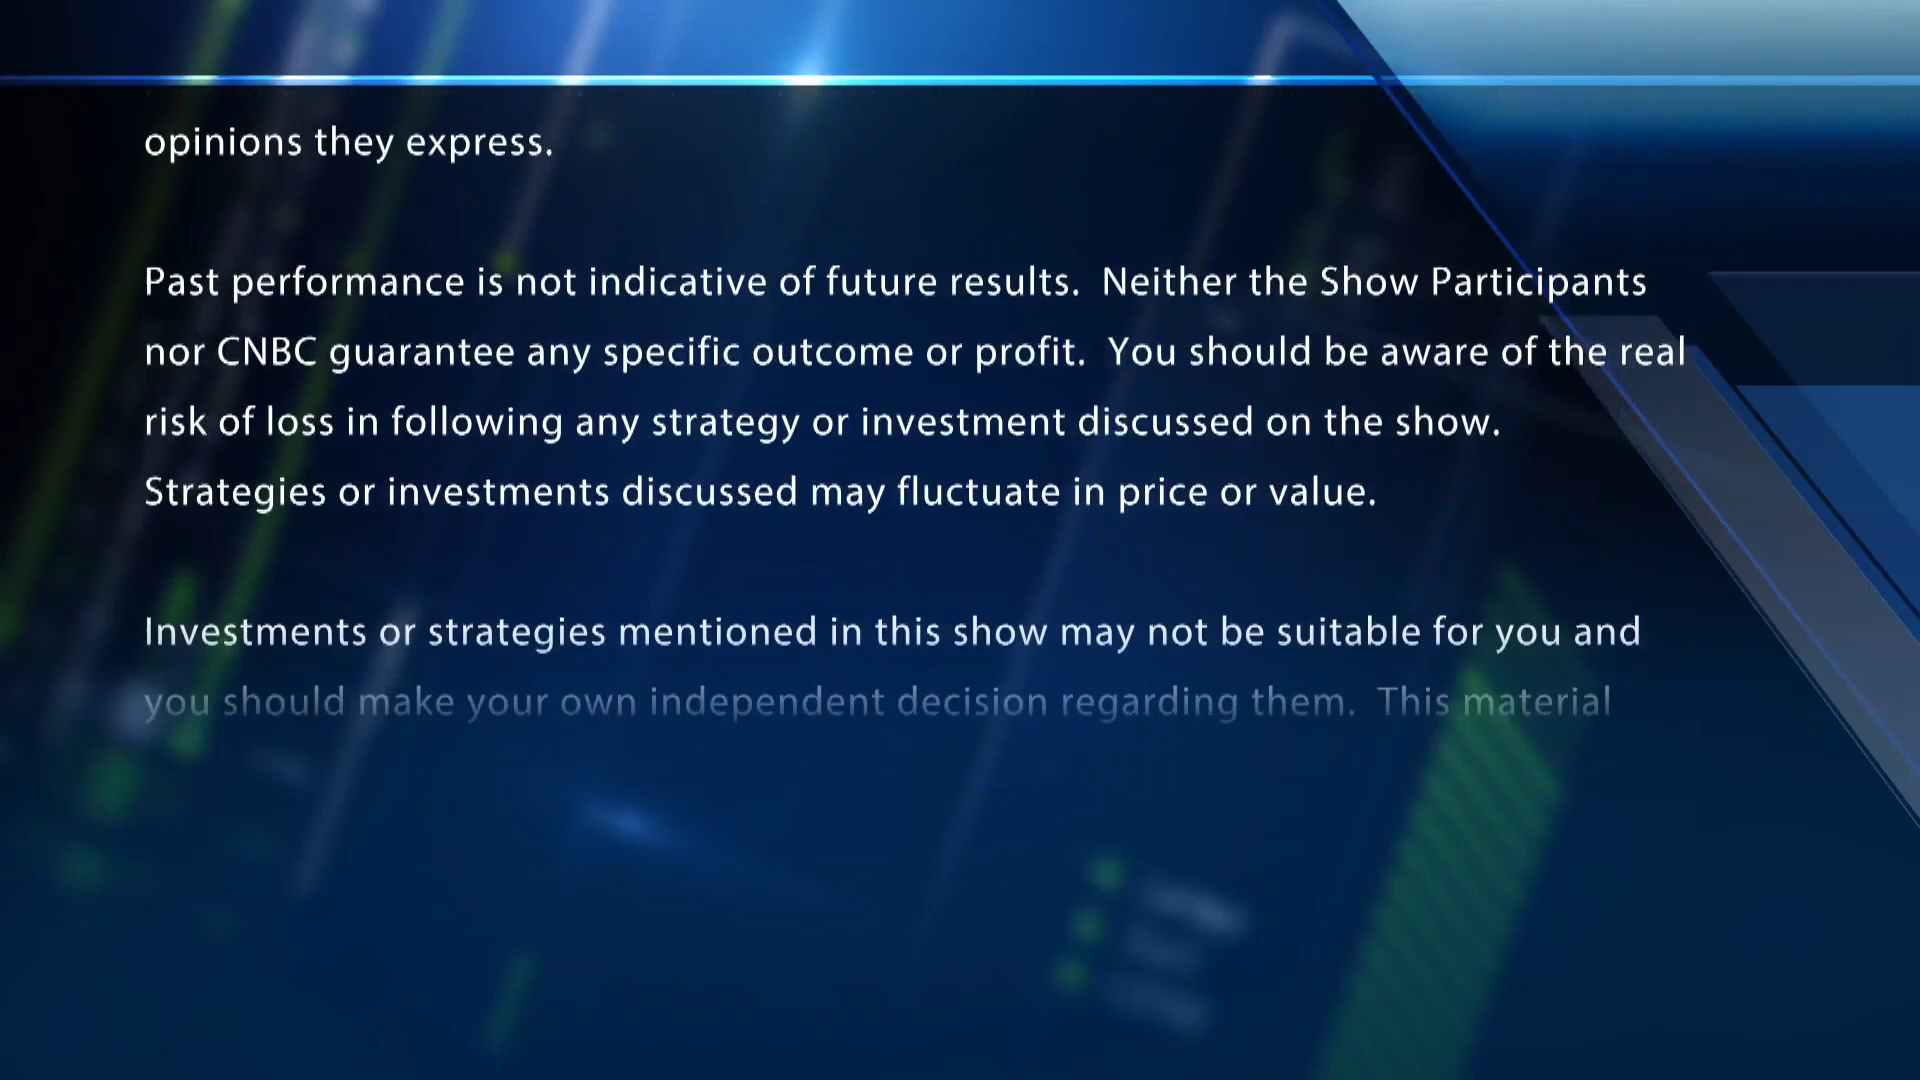 opinions they express.
Past performance is not indicative of future results.  Neither the Show Participants
nor CNBC guarantee any specific outcome or profit.  You should be aware of the real
risk of loss in following any strategy or investment discussed on the show.
Strategies or investments discussed may fluctuate in price or value.
Investments or strategies mentioned in this show may not be suitable for you and
you should make your own independent decision regarding them.  This material